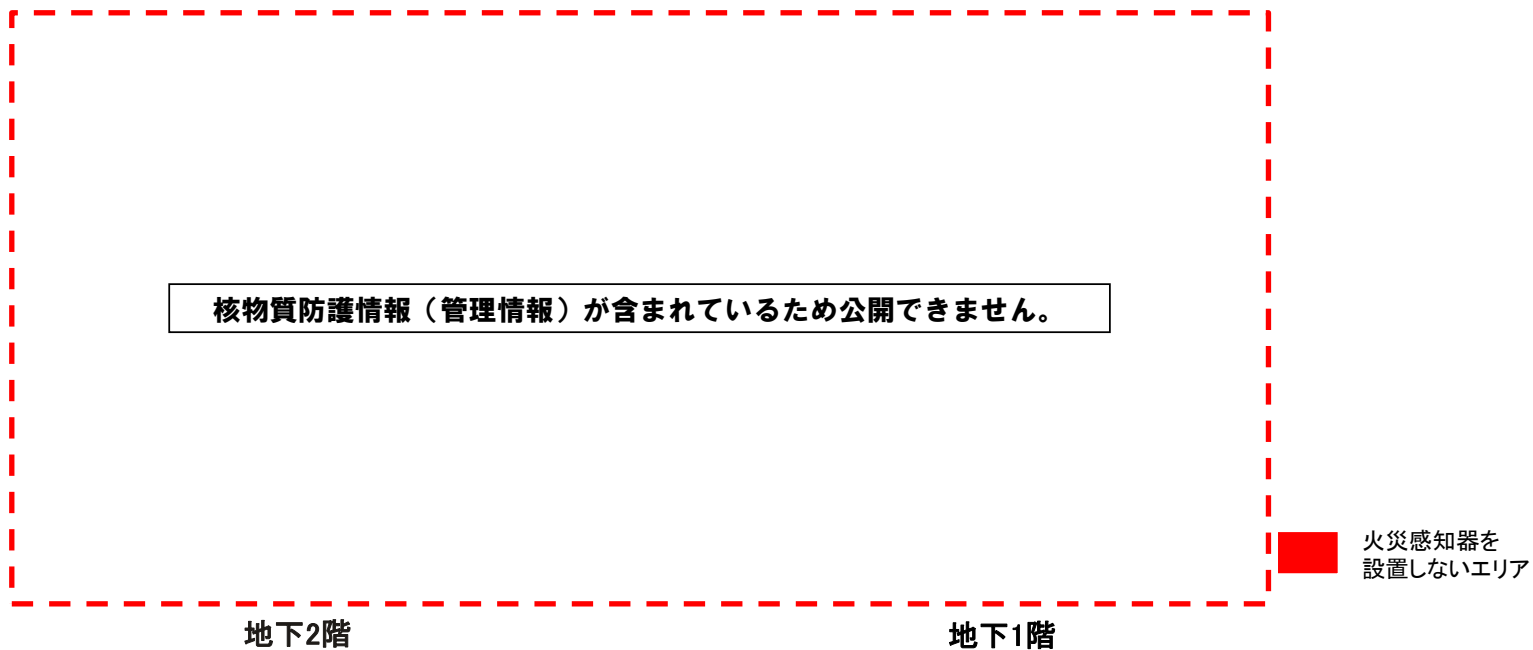 核物質防護情報（管理情報）が含まれているため公開できません。
火災感知器を
設置しないエリア
地下2階
地下1階